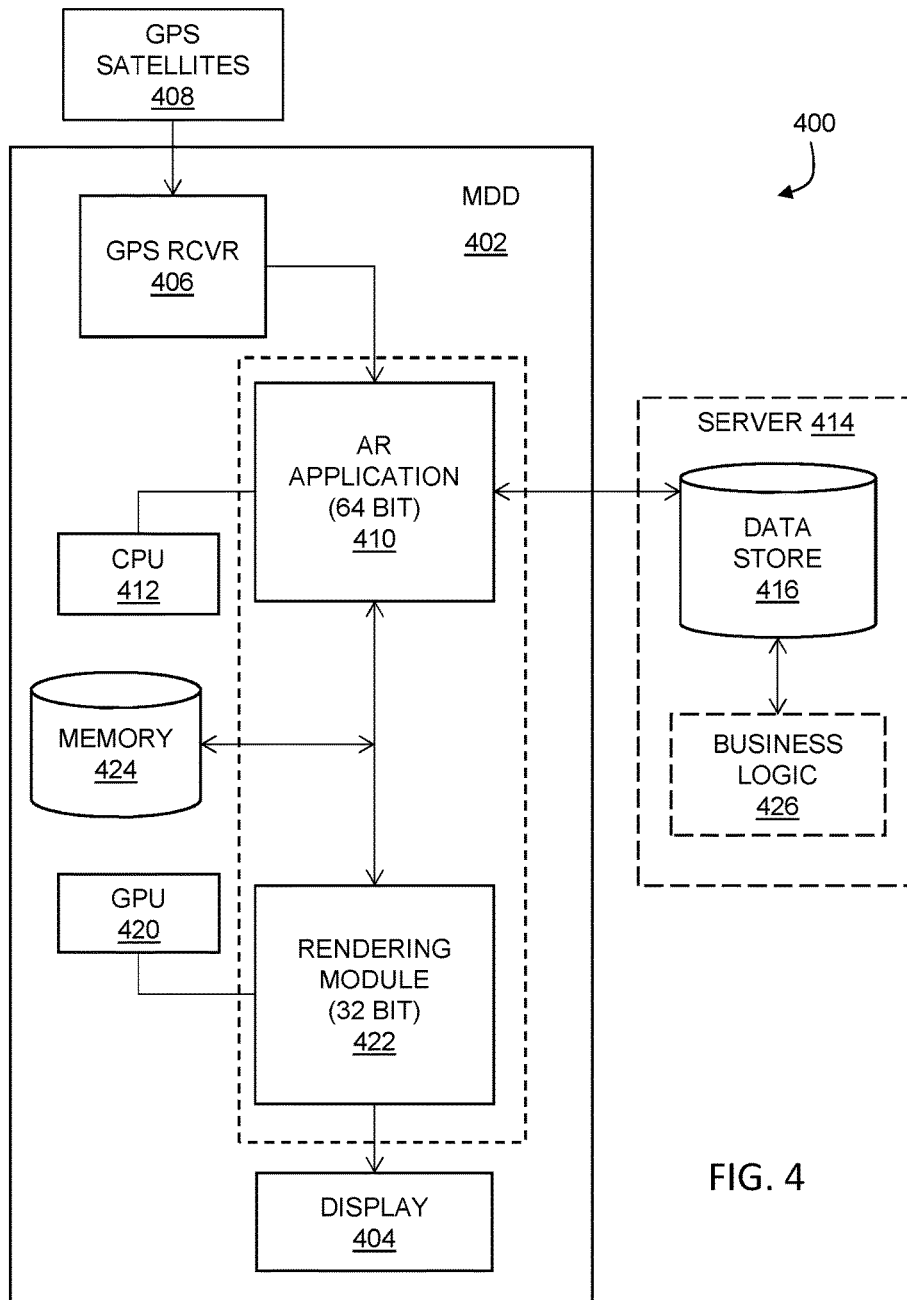 GPS
SATELLITES
408
400
MDD
402
GPS RCVR
406
AR
APPLICATION
(64 BIT)
410
SERVER 414
DATA
STORE
416
CPU
412
MEMORY
424
BUSINESS
LOGIC
426
GPU
420
RENDERING
MODULE
(32 BIT)
422
DISPLAY
404
FIG. 4